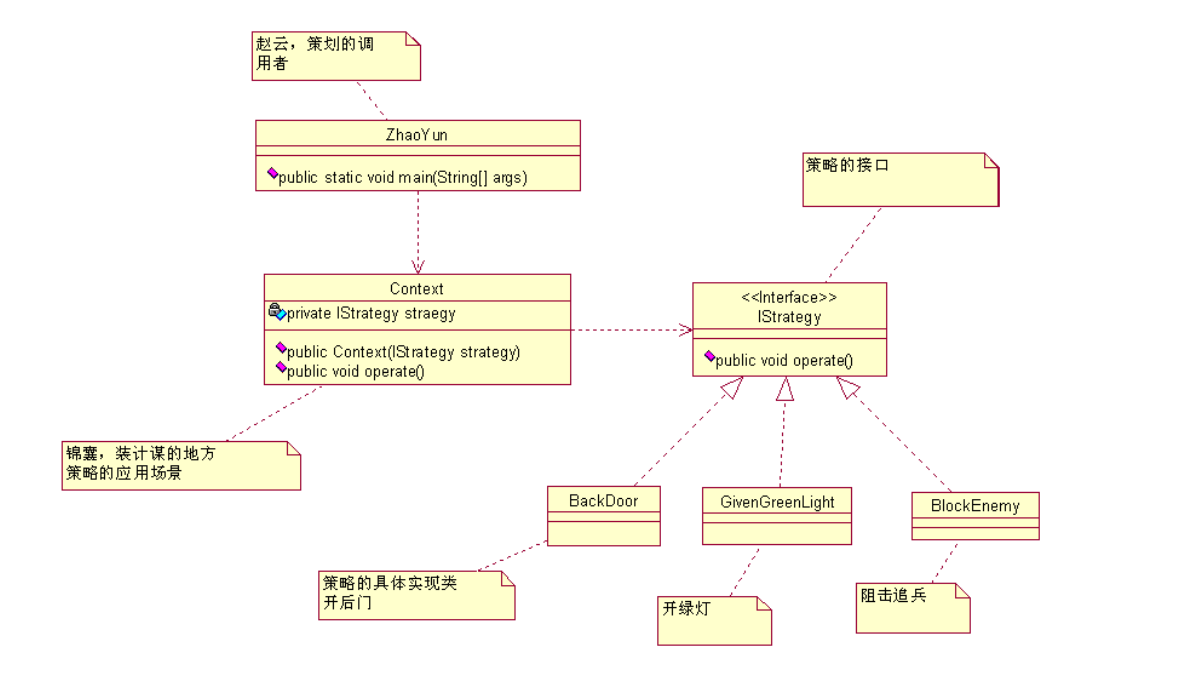 赵云，策划的调
用者
ZhaoYun
public static void main(String[] args)
策略的接口
Context
private IStrategy straegy
public Context(IStrategy strategy)
public void operate()
<<Interface>>
IStrategy
public void operate()
锦囊，装计谋的地方
策略的应用场景
BackDoor
GivenGreenLight
BlockEnemy
策略的具体实现类
开后门
开绿灯
阻击追兵